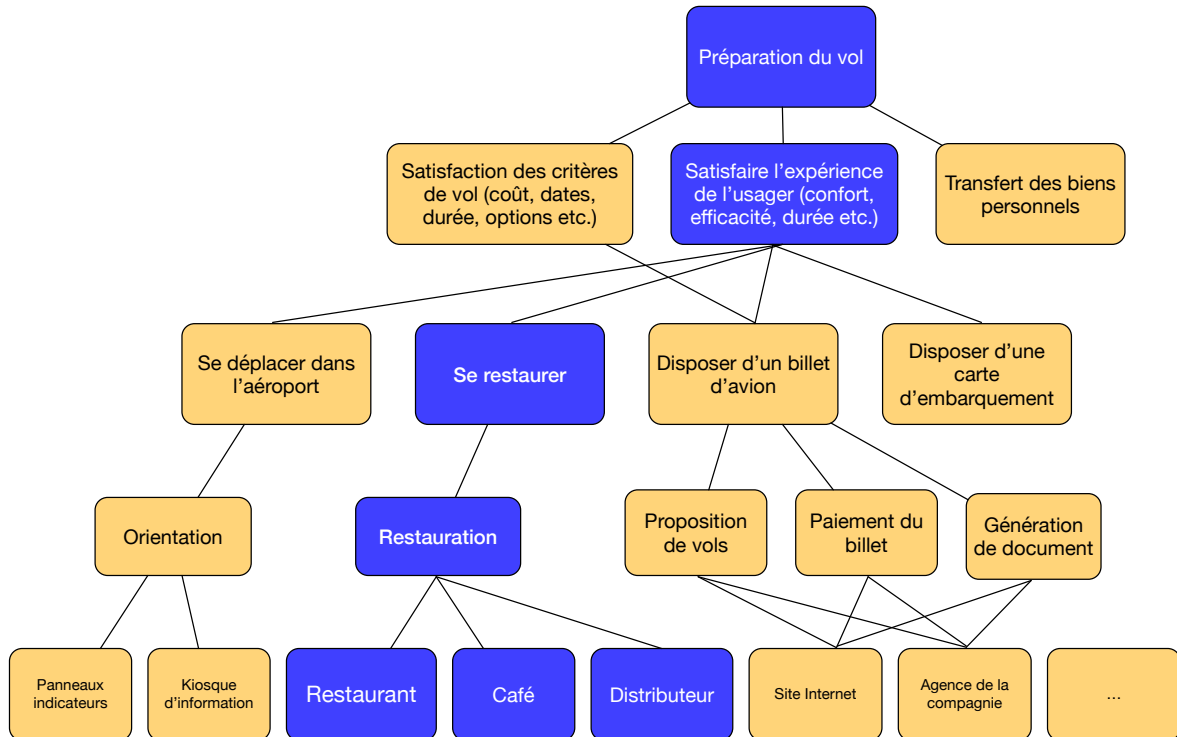 Préparation du vol
Satisfaction des critères
de vol (coût, dates,
durée, options etc.)
Satisfaire l’expérience
de l’usager (confort,
efficacité, durée etc.)
Transfert des biens
personnels
Se déplacer dans
l’aéroport
Se restaurer
Disposer d’un billet
d’avion
Disposer d’une
carte
d’embarquement
Orientation
Restauration
Proposition
de vols
Paiement du
billet
Génération
de document
Panneaux
indicateurs
Kiosque
d’information
Restaurant
Café
Distributeur
Site Internet
Agence de la
compagnie
...